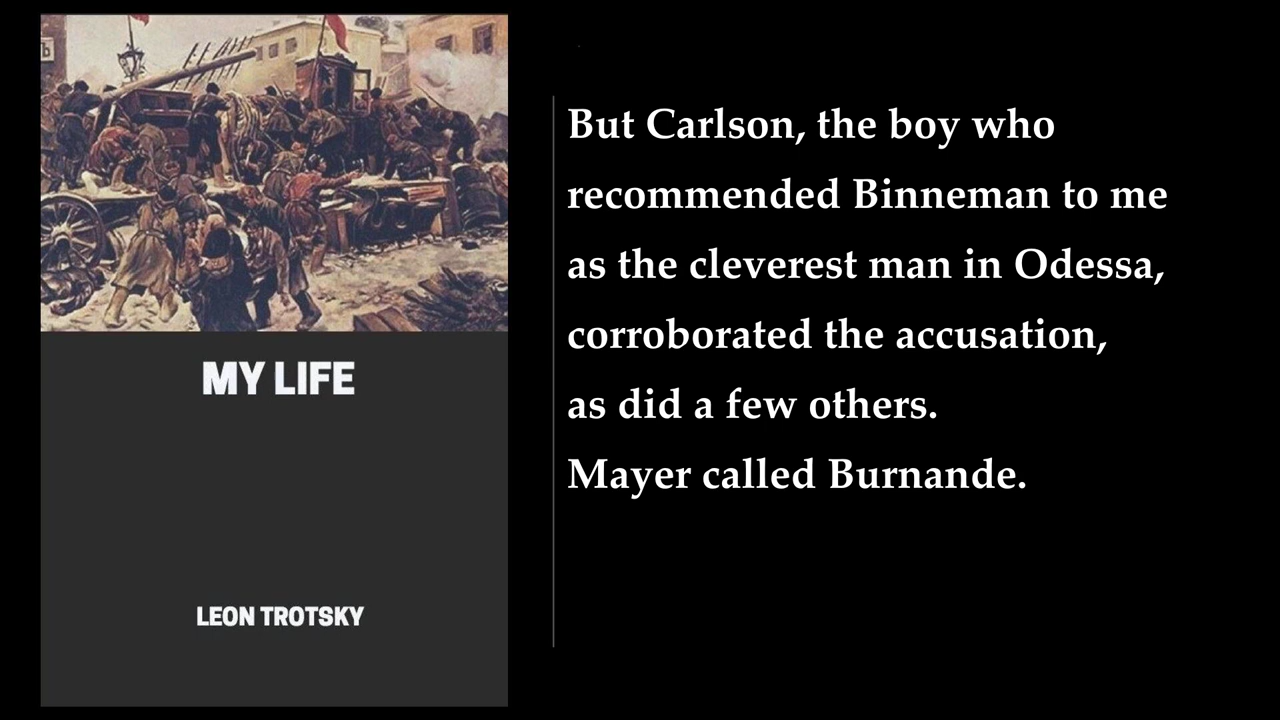 MY LIFE
LEON TROTSKY
But Carlson, the boy who
recommended Binneman to me
as the cleverest man in Odessa,
corroborated the accusation,
as did a few others.
Mayer called Burnande.